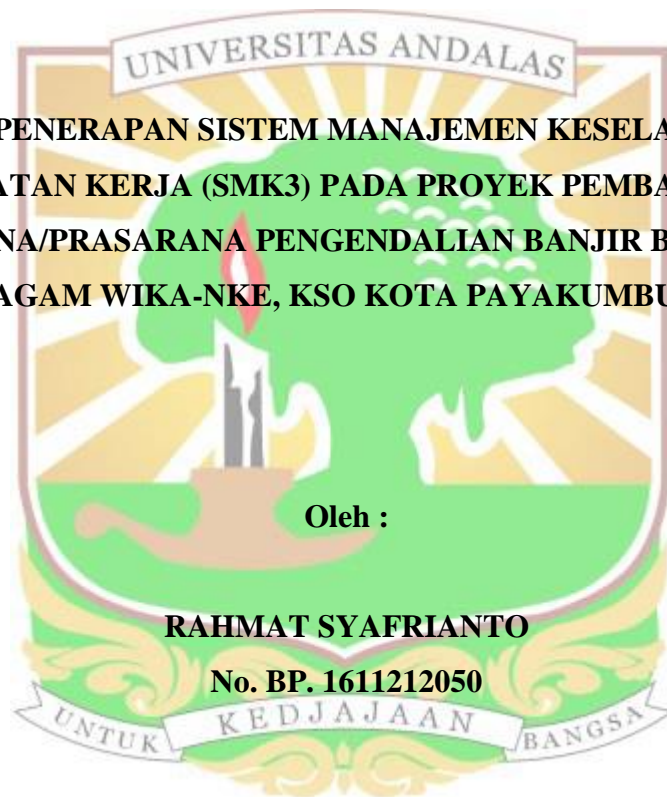 UNIVERSITAS ANDALAS
PENERAPAN SISTEM MANAJEMEN KESELA
ATAN KERJA (SMK3) PADA PROYEK PEMBA
NA/PRASARANA PENGENDALIAN BANJIR B
AGAM WIKA-NKE, KSO KOTA PAYAKUMBU
Oleh :
RAHMAT SYAFRIANTO
No. BP. 1611212050
UNTUK KEDJAJAAN BANGSA